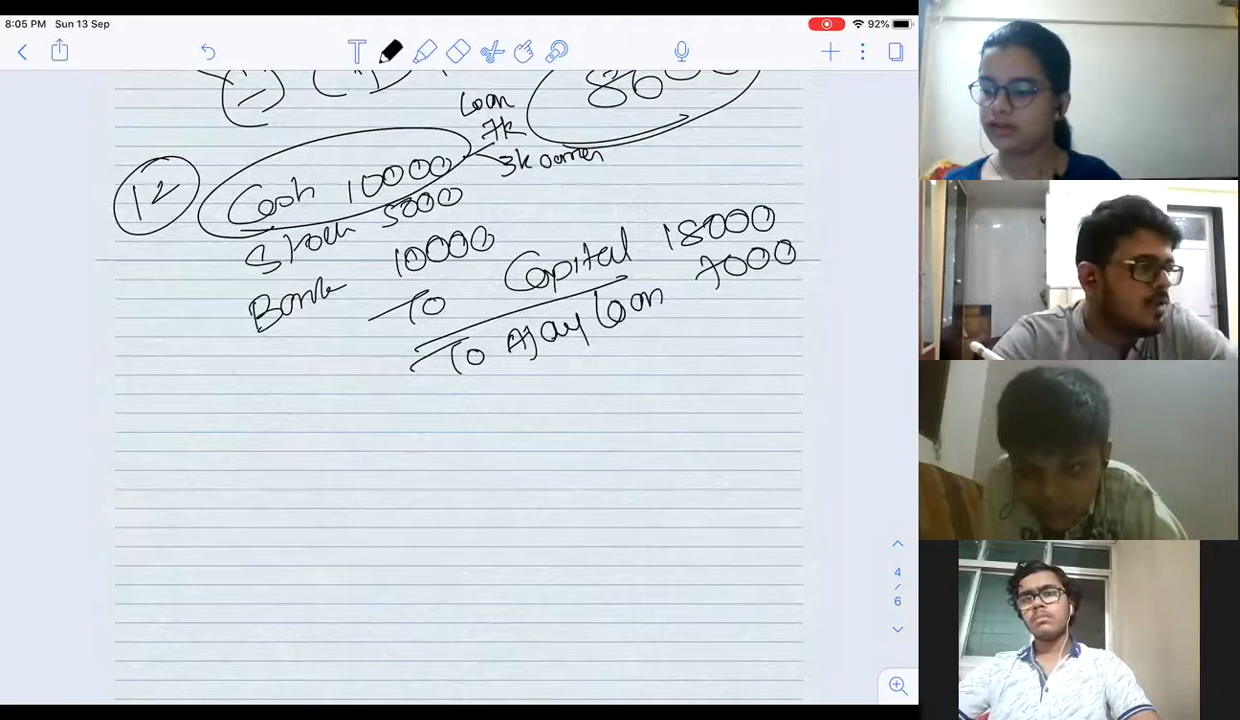 8:05 PM Sun 13 Sep
92%
T
Loan
7k
3k owner
12
Cash 10000
Stock 5000
Bank 10000
To Capital 18000
To Ajay loan 7000
4
/
6